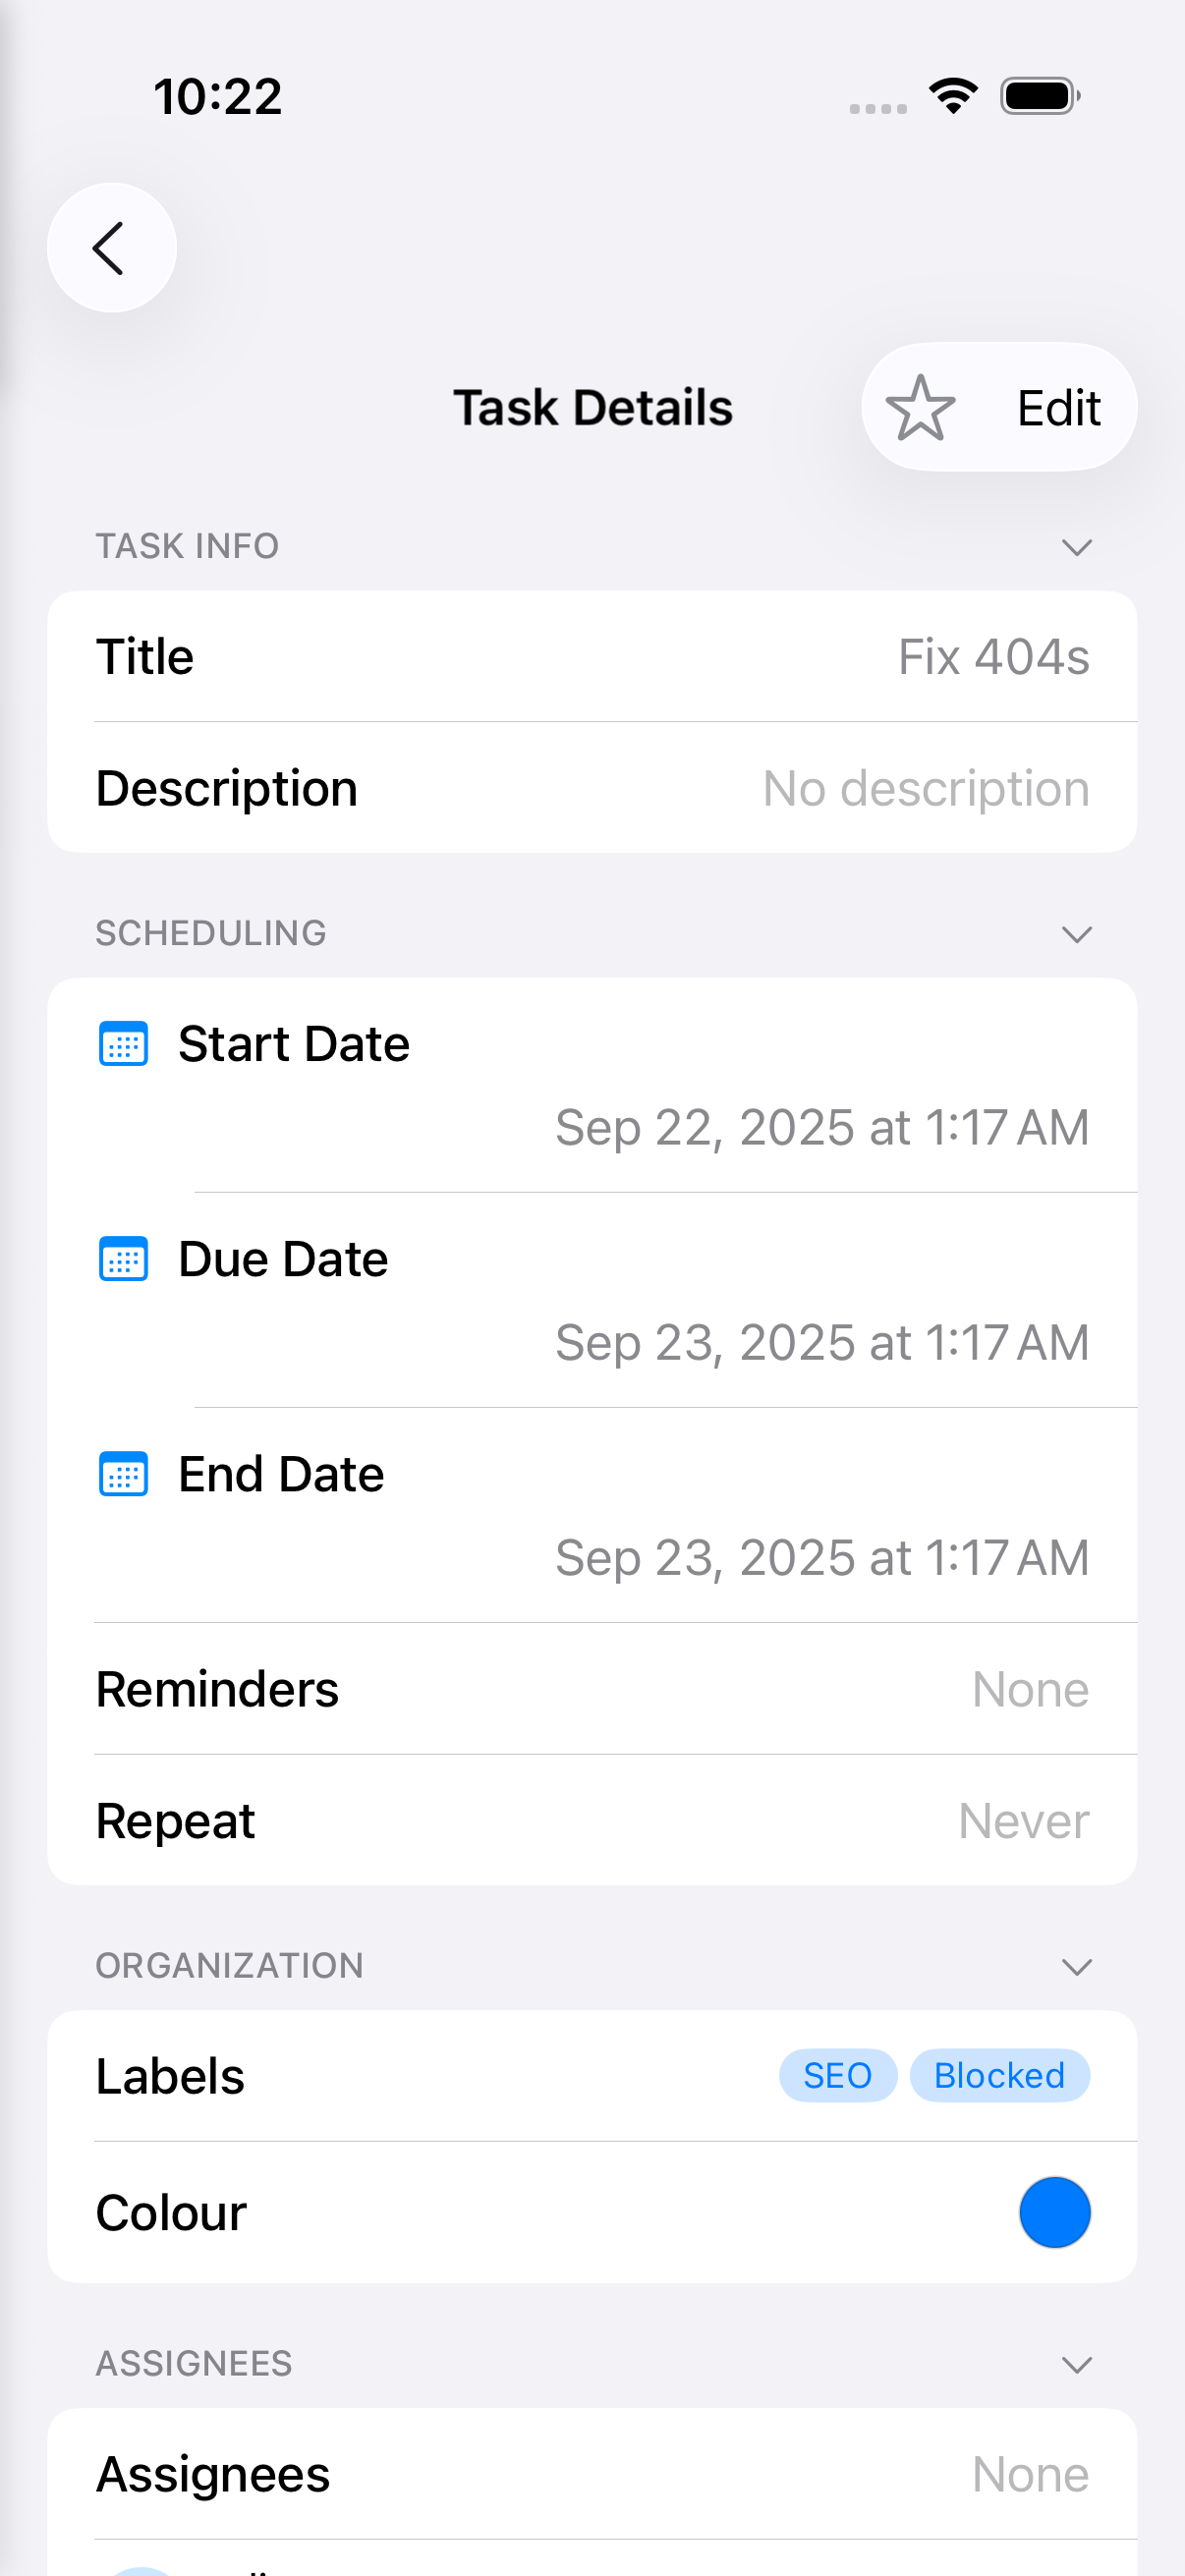 10:22
Task Details
Edit
TASK INFO
Title
Fix 404s
Description
No description
SCHEDULING
Start Date
Sep 22, 2025 at 1:17 AM
Due Date
Sep 23, 2025 at 1:17 AM
End Date
Sep 23, 2025 at 1:17 AM
Reminders
None
Repeat
Never
ORGANIZATION
Labels
SEO Blocked
Colour
ASSIGNEES
Assignees
None